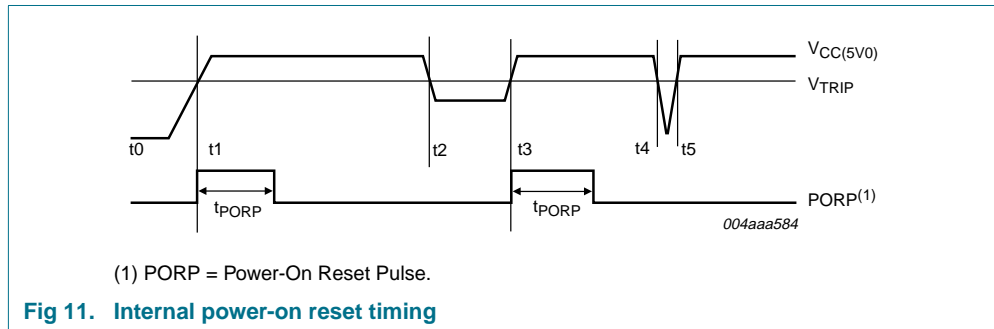 VCC(5V0)
VTRIP
t0 t1 t2 t3 t4 t5
tPORP tPORP PORP(1)
004aaa584
(1) PORP = Power-On Reset Pulse.
Fig 11. Internal power-on reset timing